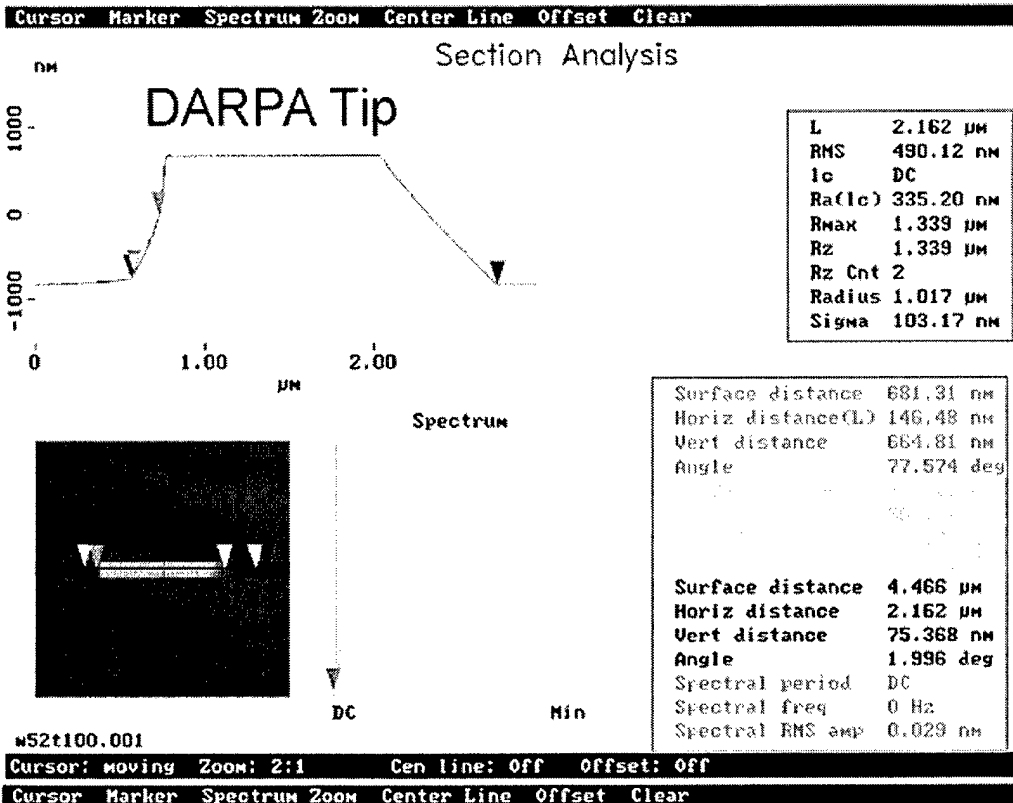 Cursor Marker Spectrum Zoom Center Line Offset Clear
Section Analysis
nM
DARPA Tip
1000
0
-1000
0 1.00 2.00
µM
L 2.162 µM
RMS 490.12 nM
lc DC
Ra(lc) 335.20 nM
Rmax 1.339 µM
Rz 1.339 µM
Rz Cnt 2
Radius 1.017 µM
Sigma 103.17 nM
Surface distance 681.31 nM
Horiz distance(L) 146.48 nM
Vert distance 664.81 nM
Angle 77.574 deg
Surface distance 4.466 µM
Horiz distance 2.162 µM
Vert distance 75.368 nM
Angle 1.996 deg
Spectral period DC
Spectral freq 0 Hz
Spectral RMS amp 0.029 nM
Spectrum
DC Min
w52t100.001
Cursor: moving Zoom: 2:1 Cen line: Off Offset: Off
Cursor Marker Spectrum Zoom Center Line Offset Clear